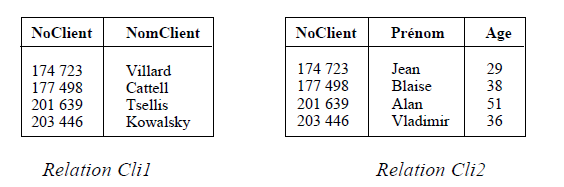 NoClient NomClient
174 723 Villard
177 498 Cattell
201 639 Tsellis
203 446 Kowalsky
Relation Cli1
NoClient Prénom Age
174 723 Jean 29
177 498 Blaise 38
201 639 Alan 51
203 446 Vladimir 36
Relation Cli2